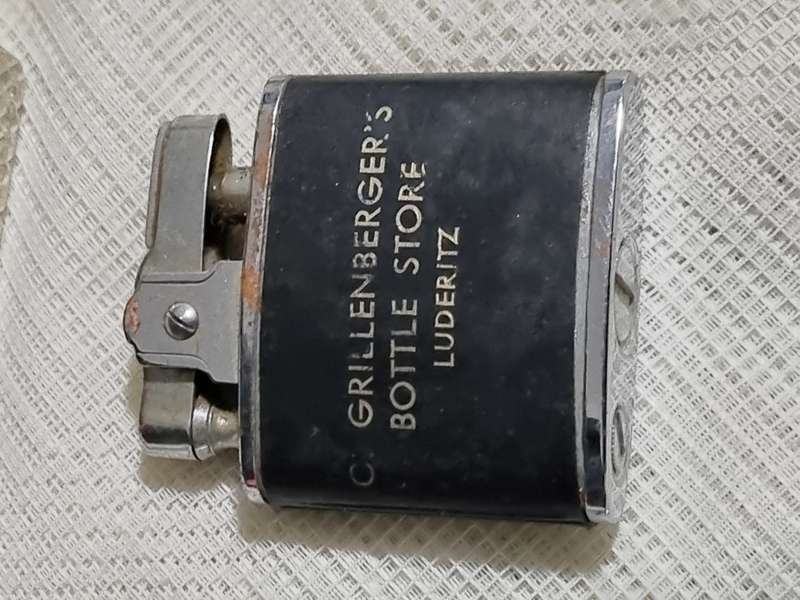 C. GRILLENBERGER'S
BOTTLE STORE
LUDERITZ